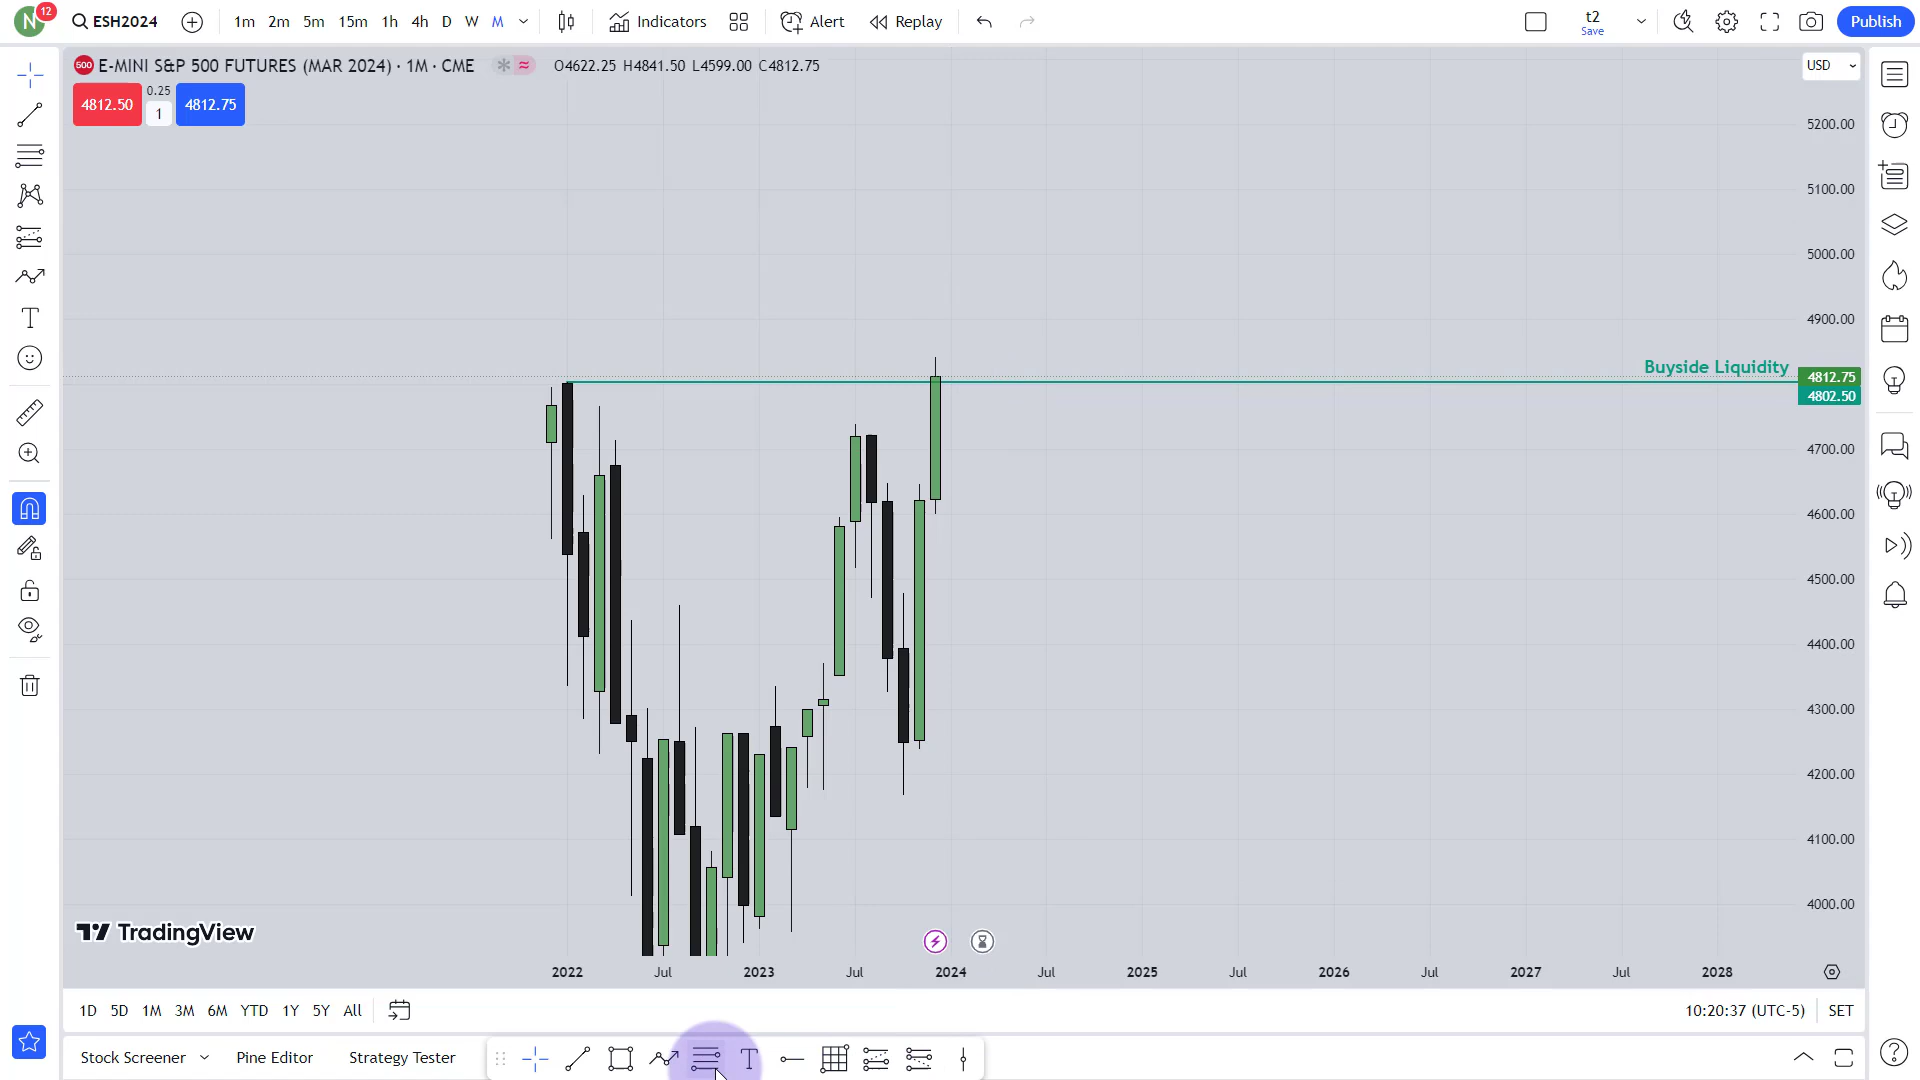 N 12 ESH2024 1m 2m 5m 15m 1h 4h D W M Indicators Alert Replay t2 Save Publish
500 E-MINI S&P 500 FUTURES (MAR 2024) · 1M · CME O4622.25 H4841.50 L4599.00 C4812.75 USD
4812.50 0.25 1 4812.75
5200.00
5100.00
5000.00
4900.00
Buyside Liquidity 4812.75
4802.50
4700.00
4600.00
4500.00
4400.00
4300.00
4200.00
4100.00
4000.00
TradingView
2022 Jul 2023 Jul 2024 Jul 2025 Jul 2026 Jul 2027 Jul 2028
1D 5D 1M 3M 6M YTD 1Y 5Y All 10:20:37 (UTC-5) SET
Stock Screener Pine Editor Strategy Tester